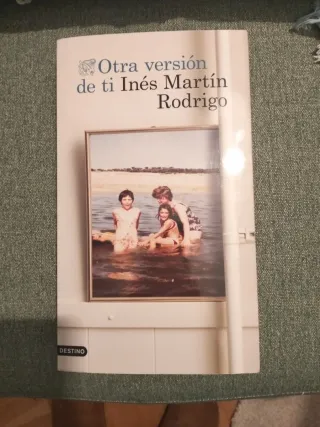 Otra versión
de ti Inés Martín
Rodrigo
DESTINO